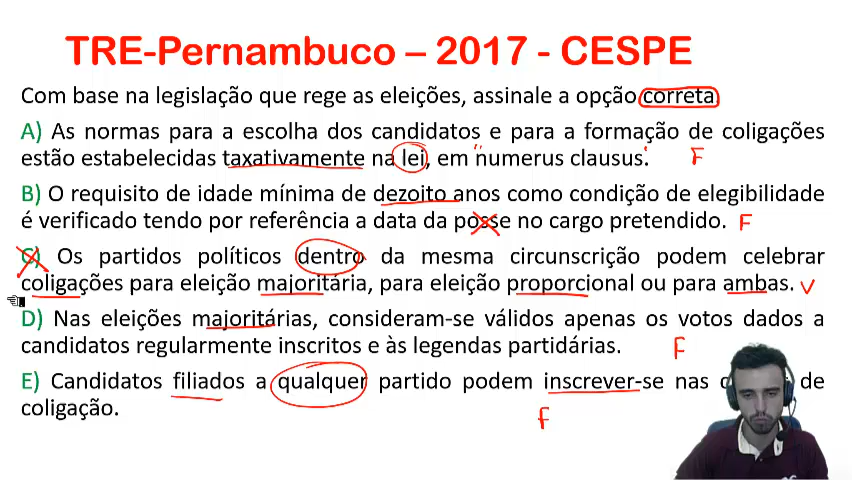 TRE-Pernambuco – 2017 - CESPE
Com base na legislação que rege as eleições, assinale a opção correta.
A) As normas para a escolha dos candidatos e para a formação de coligações
estão estabelecidas taxativamente na lei, em numerus clausus. F
B) O requisito de idade mínima de dezoito anos como condição de elegibilidade
é verificado tendo por referência a data da posse no cargo pretendido. F
C) Os partidos políticos dentro da mesma circunscrição podem celebrar
coligações para eleição majoritária, para eleição proporcional ou para ambas. V
D) Nas eleições majoritárias, consideram-se válidos apenas os votos dados a
candidatos regularmente inscritos e às legendas partidárias. F
E) Candidatos filiados a qualquer partido podem inscrever-se nas de
coligação. F